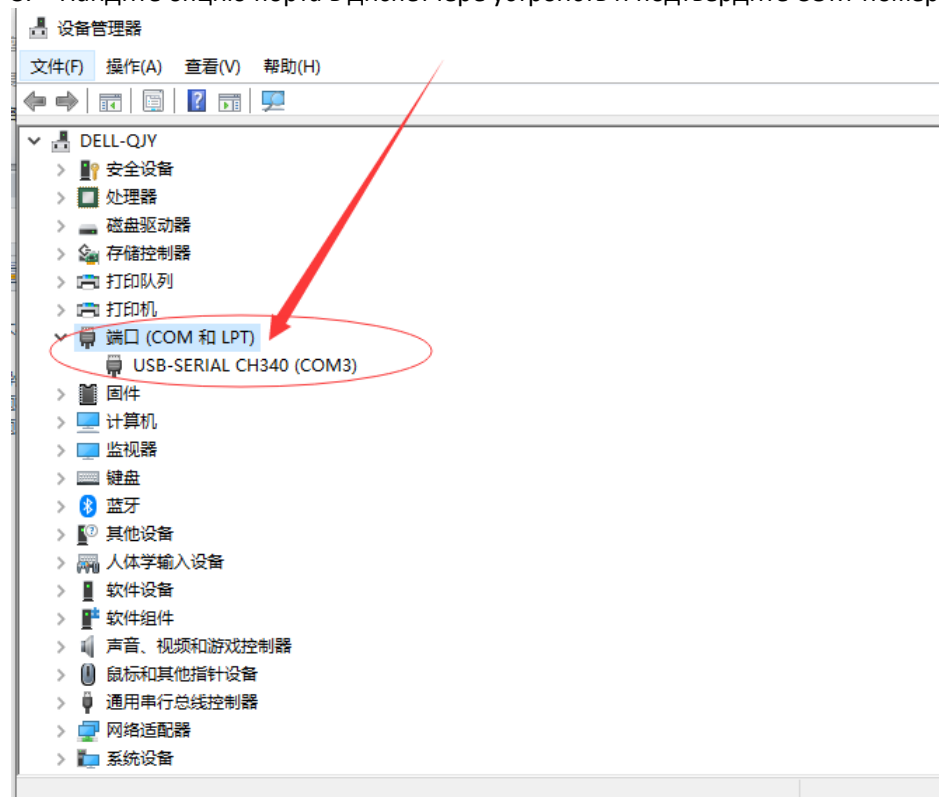 设备管理器
文件(F) 操作(A) 查看(V) 帮助(H)
DELL-QJY
安全设备
处理器
磁盘驱动器
存储控制器
打印队列
打印机
端口 (COM 和 LPT)
USB-SERIAL CH340 (COM3)
固件
计算机
监视器
键盘
蓝牙
其他设备
人体学输入设备
软件设备
软件组件
声音、视频和游戏控制器
鼠标和其他指针设备
通用串行总线控制器
网络适配器
系统设备